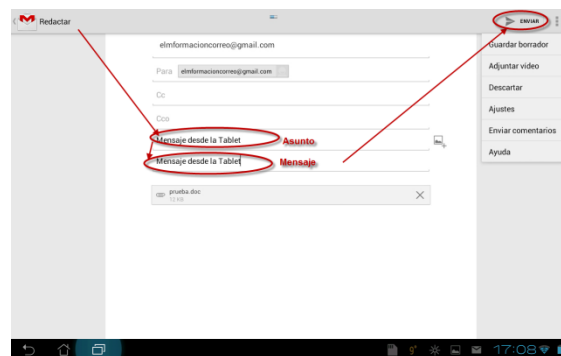 Redactar
ENVIAR
elmformacioncorreo@gmail.com
Para elmformacioncorreo@gmail.com
Cc
Cco
Mensaje desde la Tablet Asunto
Mensaje desde la Tablet Mensaje
prueba.doc
12 KB
Guardar borrador
Adjuntar video
Descartar
Ajustes
Enviar comentarios
Ayuda
17:08